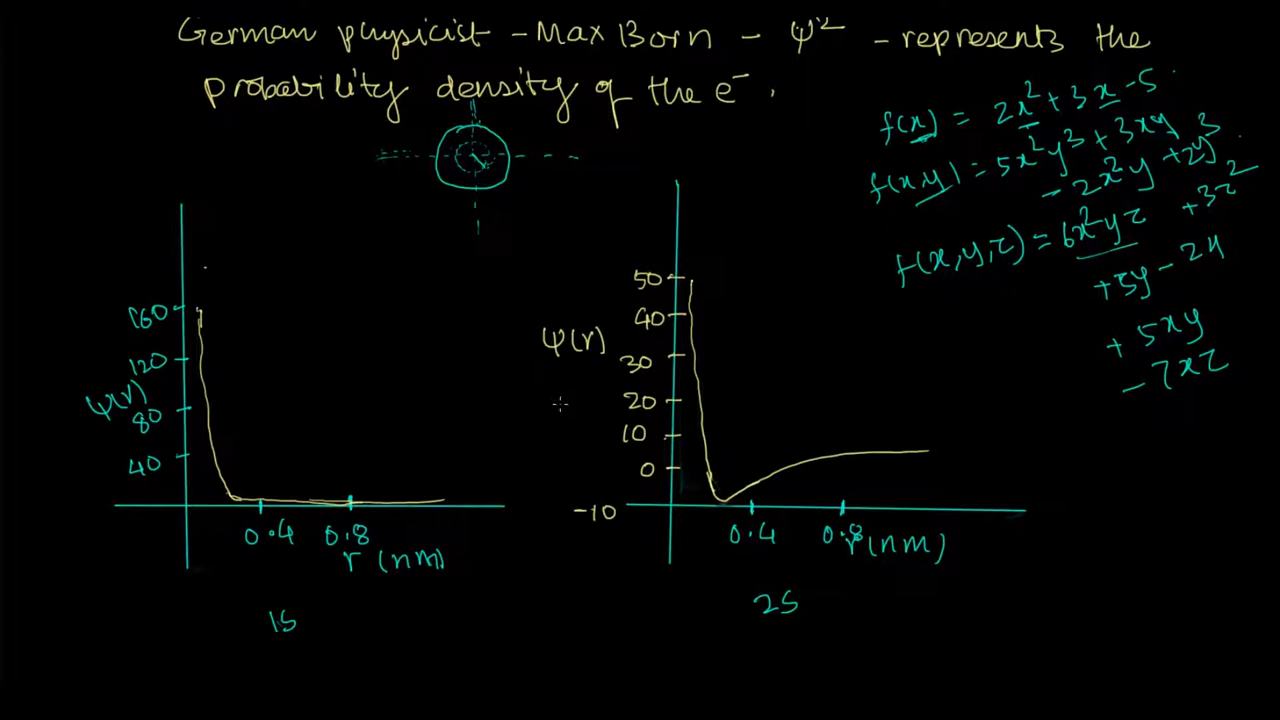 German physicist - Max Born - ψ² - represents the
probability density of the e⁻.
f(x) = 2x² + 3x - 5
f(x,y) = 5x²y³ + 3xy
- 2x²y + 2y³
f(x,y,z) = 6x²yz + 3z²
+ 3y - 24
+ 5xy
- 7xz
160
120
ψ(r)
80
40
0.4 0.8
r (nm)
1s
50
40
ψ(r)
30
20
10
0
-10
0.4 0.8
r (nm)
2s